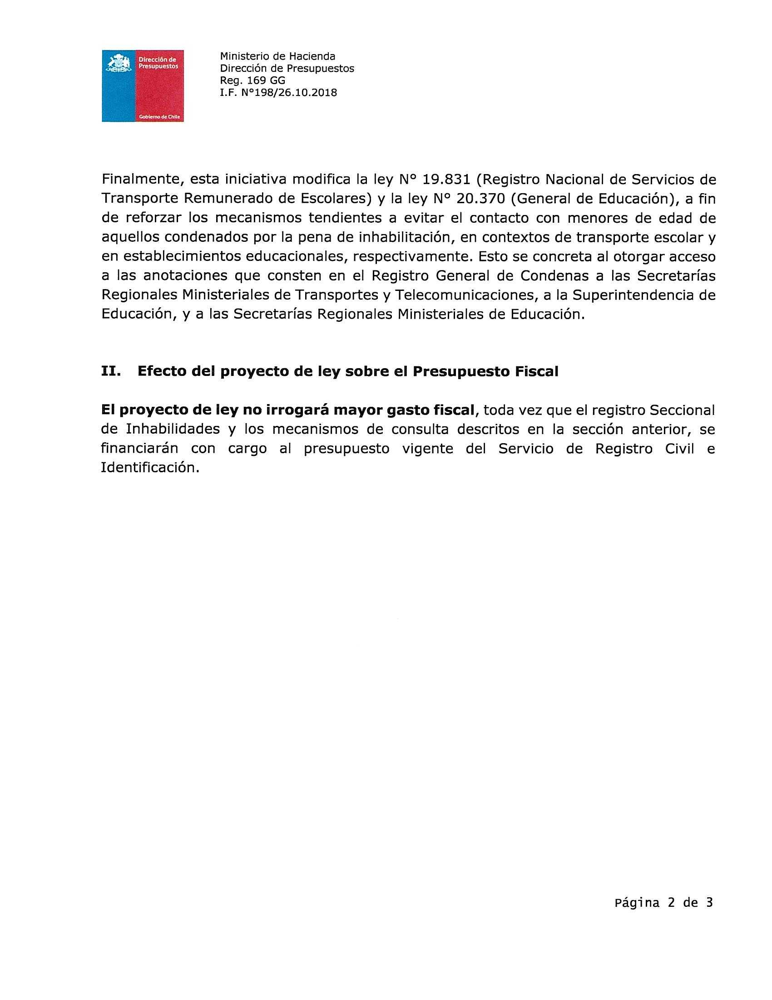 Dirección de
Presupuestos
Gobierno de Chile
Ministerio de Hacienda
Dirección de Presupuestos
Reg. 169 GG
I.F. N°198/26.10.2018
Finalmente, esta iniciativa modifica la ley N° 19.831 (Registro Nacional de Servicios de
Transporte Remunerado de Escolares) y la ley N° 20.370 (General de Educación), a fin
de reforzar los mecanismos tendientes a evitar el contacto con menores de edad de
aquellos condenados por la pena de inhabilitación, en contextos de transporte escolar y
en establecimientos educacionales, respectivamente. Esto se concreta al otorgar acceso
a las anotaciones que consten en el Registro General de Condenas a las Secretarías
Regionales Ministeriales de Transportes y Telecomunicaciones, a la Superintendencia de
Educación, y a las Secretarías Regionales Ministeriales de Educación.
II. Efecto del proyecto de ley sobre el Presupuesto Fiscal
El proyecto de ley no irrogará mayor gasto fiscal, toda vez que el registro Seccional
de Inhabilidades y los mecanismos de consulta descritos en la sección anterior, se
financiarán con cargo al presupuesto vigente del Servicio de Registro Civil e
Identificación.
Página 2 de 3